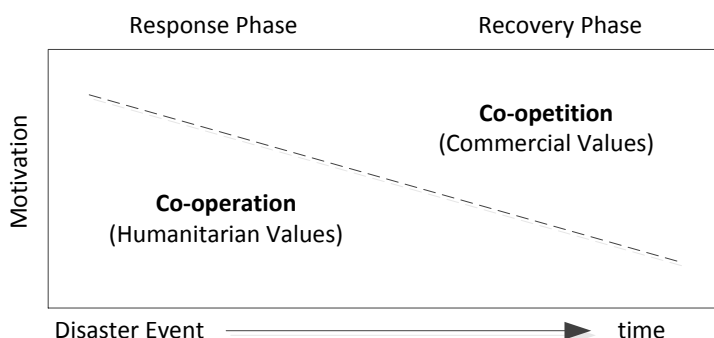 Response Phase
Recovery Phase
Motivation
Co-opetition
(Commercial Values)
Co-operation
(Humanitarian Values)
Disaster Event
time